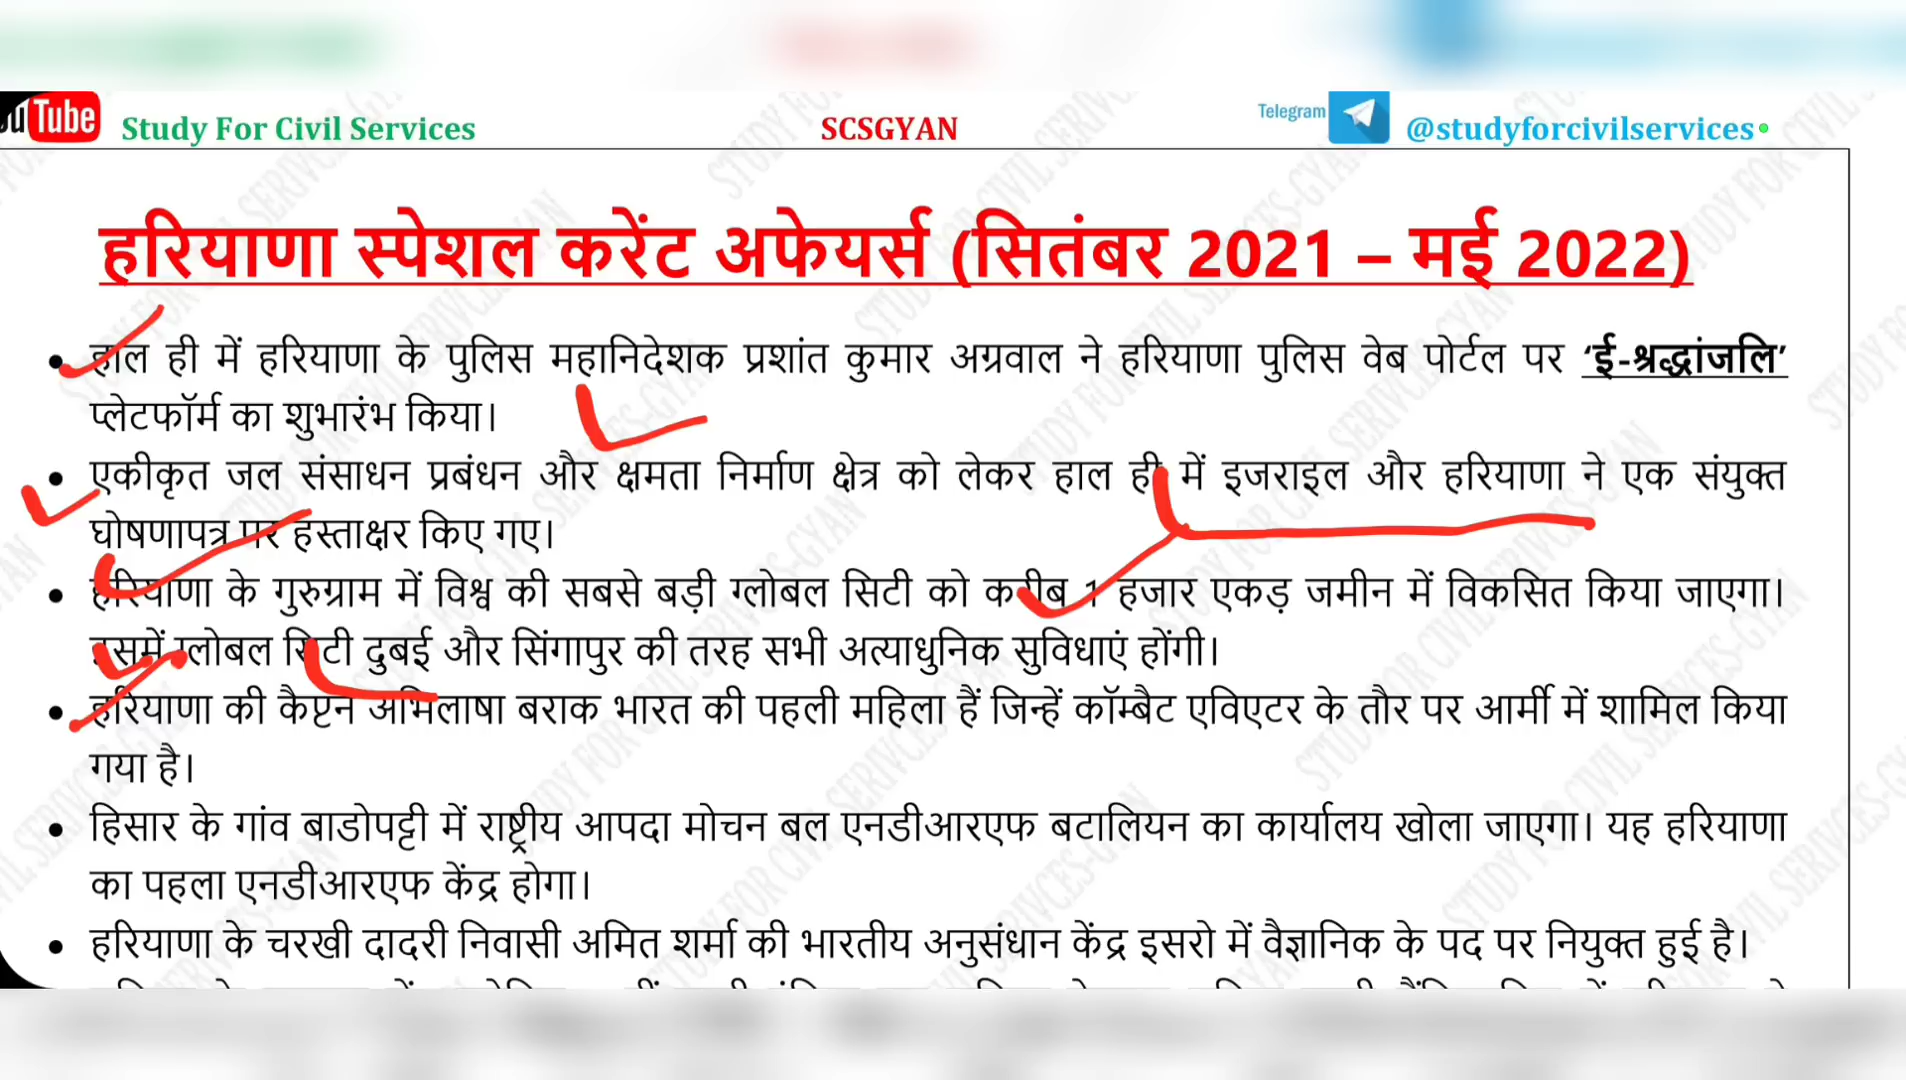 uTube Study For Civil Services SCSGYAN Telegram @studyforcivilservices
हरियाणा स्पेशल करेंट अफेयर्स (सितंबर 2021 – मई 2022)
• हाल ही में हरियाणा के पुलिस महानिदेशक प्रशांत कुमार अग्रवाल ने हरियाणा पुलिस वेब पोर्टल पर ‘ई-श्रद्धांजलि’
प्लेटफॉर्म का शुभारंभ किया।
• एकीकृत जल संसाधन प्रबंधन और क्षमता निर्माण क्षेत्र को लेकर हाल ही में इजराइल और हरियाणा ने एक संयुक्त
घोषणापत्र पर हस्ताक्षर किए गए।
• हरियाणा के गुरुग्राम में विश्व की सबसे बड़ी ग्लोबल सिटी को करीब 1 हजार एकड़ जमीन में विकसित किया जाएगा।
इसमें ग्लोबल सिटी दुबई और सिंगापुर की तरह सभी अत्याधुनिक सुविधाएं होंगी।
• हरियाणा की कैप्टन अभिलाषा बराक भारत की पहली महिला हैं जिन्हें कॉम्बैट एविएटर के तौर पर आर्मी में शामिल किया
गया है।
• हिसार के गांव बाडोपट्टी में राष्ट्रीय आपदा मोचन बल एनडीआरएफ बटालियन का कार्यालय खोला जाएगा। यह हरियाणा
का पहला एनडीआरएफ केंद्र होगा।
• हरियाणा के चरखी दादरी निवासी अमित शर्मा की भारतीय अनुसंधान केंद्र इसरो में वैज्ञानिक के पद पर नियुक्त हुई है।